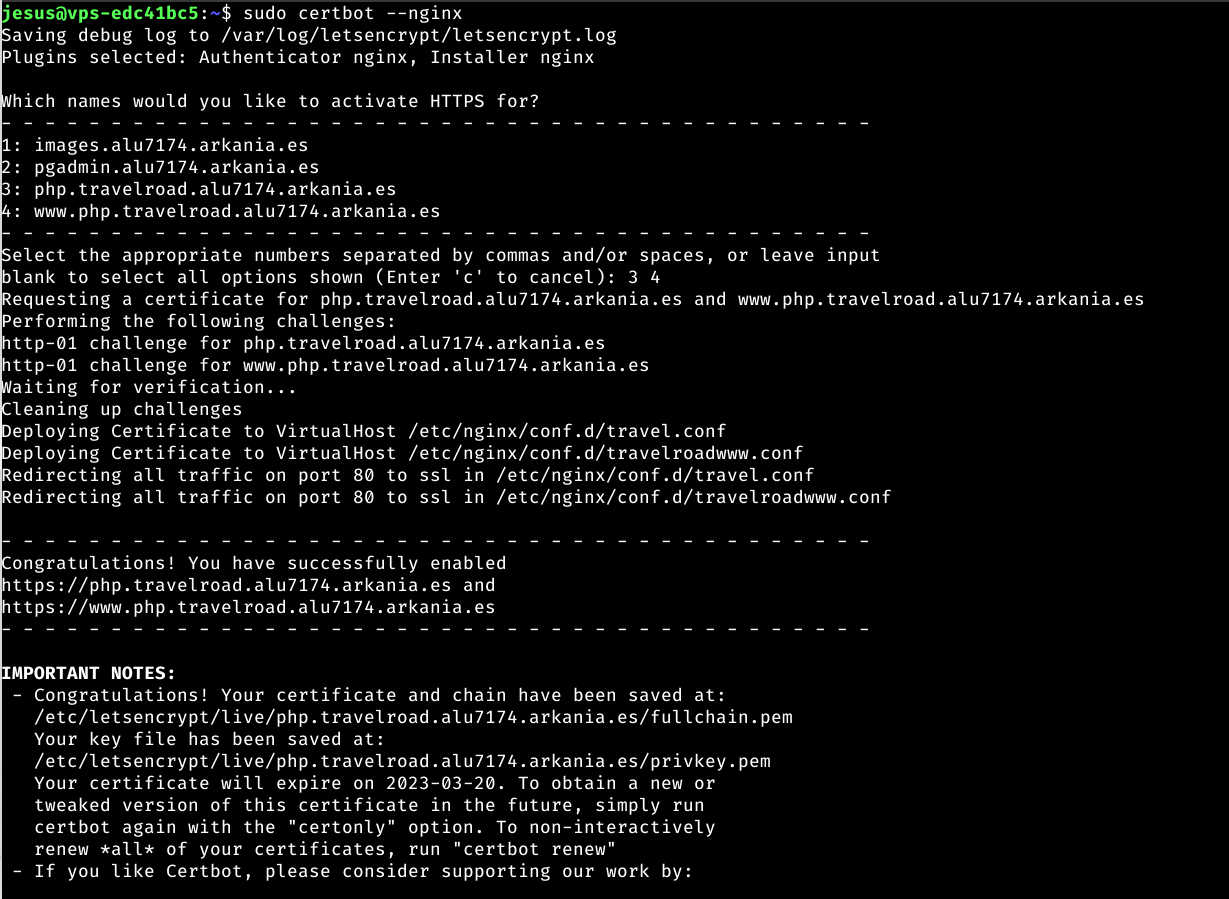 jesus@vps-edc41bc5:~$ sudo certbot --nginx
Saving debug log to /var/log/letsencrypt/letsencrypt.log
Plugins selected: Authenticator nginx, Installer nginx
Which names would you like to activate HTTPS for?
- - - - - - - - - - - - - - - - - - - - - - - - - - - - - - - - - - - - - - - -
1: images.alu7174.arkania.es
2: pgadmin.alu7174.arkania.es
3: php.travelroad.alu7174.arkania.es
4: www.php.travelroad.alu7174.arkania.es
- - - - - - - - - - - - - - - - - - - - - - - - - - - - - - - - - - - - - - - -
Select the appropriate numbers separated by commas and/or spaces, or leave input
blank to select all options shown (Enter 'c' to cancel): 3 4
Requesting a certificate for php.travelroad.alu7174.arkania.es and www.php.travelroad.alu7174.arkania.es
Performing the following challenges:
http-01 challenge for php.travelroad.alu7174.arkania.es
http-01 challenge for www.php.travelroad.alu7174.arkania.es
Waiting for verification...
Cleaning up challenges
Deploying Certificate to VirtualHost /etc/nginx/conf.d/travel.conf
Deploying Certificate to VirtualHost /etc/nginx/conf.d/travelroadwww.conf
Redirecting all traffic on port 80 to ssl in /etc/nginx/conf.d/travel.conf
Redirecting all traffic on port 80 to ssl in /etc/nginx/conf.d/travelroadwww.conf
- - - - - - - - - - - - - - - - - - - - - - - - - - - - - - - - - - - - - - - -
Congratulations! You have successfully enabled
https://php.travelroad.alu7174.arkania.es and
https://www.php.travelroad.alu7174.arkania.es
- - - - - - - - - - - - - - - - - - - - - - - - - - - - - - - - - - - - - - - -
IMPORTANT NOTES:
- Congratulations! Your certificate and chain have been saved at:
/etc/letsencrypt/live/php.travelroad.alu7174.arkania.es/fullchain.pem
Your key file has been saved at:
/etc/letsencrypt/live/php.travelroad.alu7174.arkania.es/privkey.pem
Your certificate will expire on 2023-03-20. To obtain a new or
tweaked version of this certificate in the future, simply run
certbot again with the "certonly" option. To non-interactively
renew *all* of your certificates, run "certbot renew"
- If you like Certbot, please consider supporting our work by: